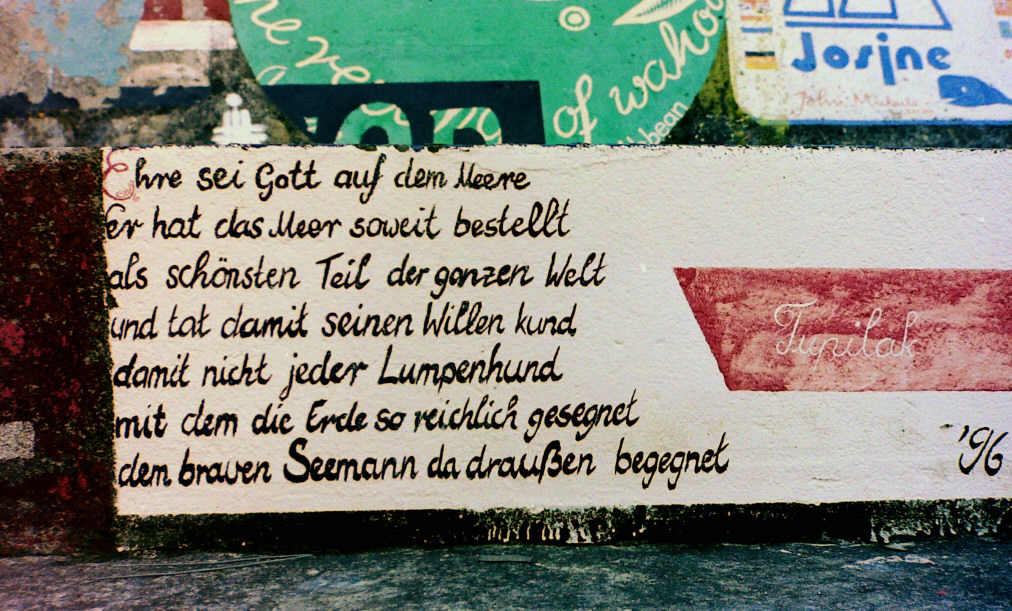 of wahoo
bean
Josine
Ehre sei Gott auf dem Meere
er hat das Meer soweit bestellt
als schönsten Teil der ganzen Welt
und tat damit seinen Willen kund
damit nicht jeder Lumpenhund
mit dem die Erde so reichlich gesegnet
dem braven Seemann da draußen begegnet
Tupilak
'96